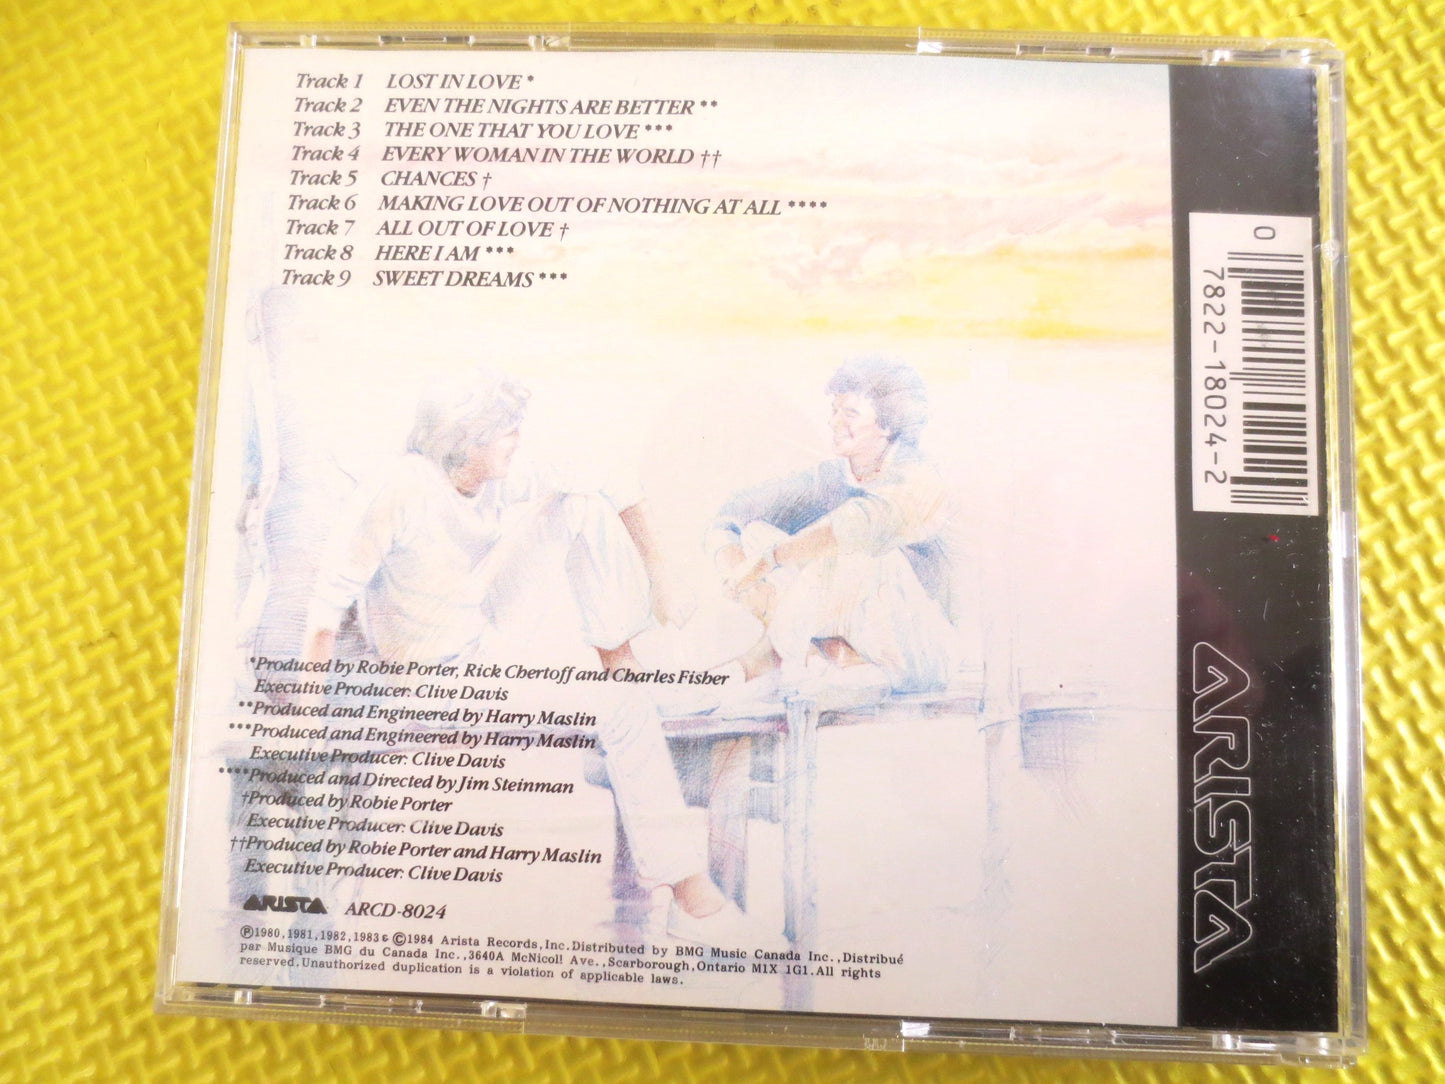 Track 1 LOST IN LOVE *
Track 2 EVEN THE NIGHTS ARE BETTER **
Track 3 THE ONE THAT YOU LOVE ***
Track 4 EVERY WOMAN IN THE WORLD ††
Track 5 CHANCES †
Track 6 MAKING LOVE OUT OF NOTHING AT ALL ****
Track 7 ALL OUT OF LOVE †
Track 8 HERE I AM ***
Track 9 SWEET DREAMS ***
*Produced by Robie Porter, Rick Chertoff and Charles Fisher
Executive Producer: Clive Davis
**Produced and Engineered by Harry Maslin
***Produced and Engineered by Harry Maslin
Executive Producer: Clive Davis
****Produced and Directed by Jim Steinman
†Produced by Robie Porter
Executive Producer: Clive Davis
††Produced by Robie Porter and Harry Maslin
Executive Producer: Clive Davis
ARISTA ARCD-8024
℗1980,1981,1982,1983 & ©1984 Arista Records,Inc.Distributed by BMG Music Canada Inc.,Distribué
par Musique BMG du Canada Inc.,3640A McNicoll Ave.,Scarborough,Ontario M1X 1G1.All rights
reserved.Unauthorized duplication is a violation of applicable laws.
0 7822-18024-2
ARISTA